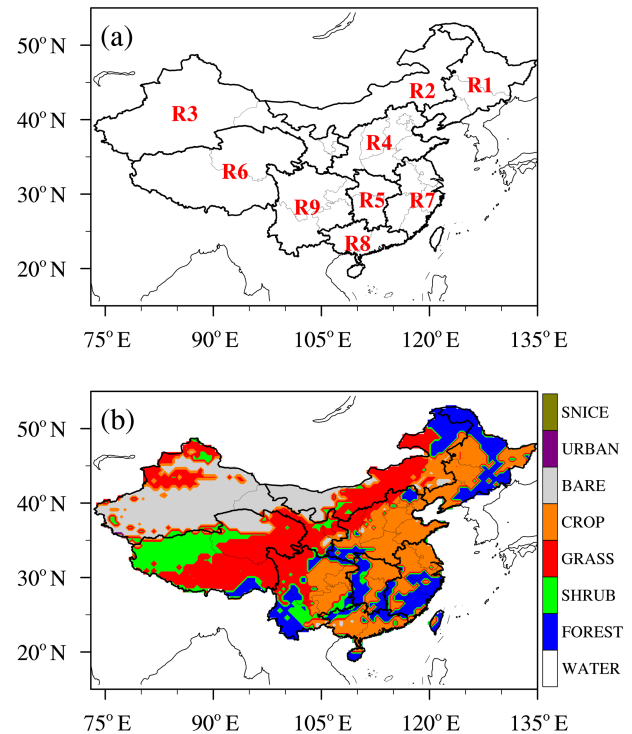 (a)
50° N
40° N
30° N
20° N
R1
R2
R3
R4
R6
R9
R5
R7
R8
75° E
90° E
105° E
120° E
135° E
(b)
50° N
40° N
30° N
20° N
SNICE
URBAN
BARE
CROP
GRASS
SHRUB
FOREST
WATER
75° E
90° E
105° E
120° E
135° E